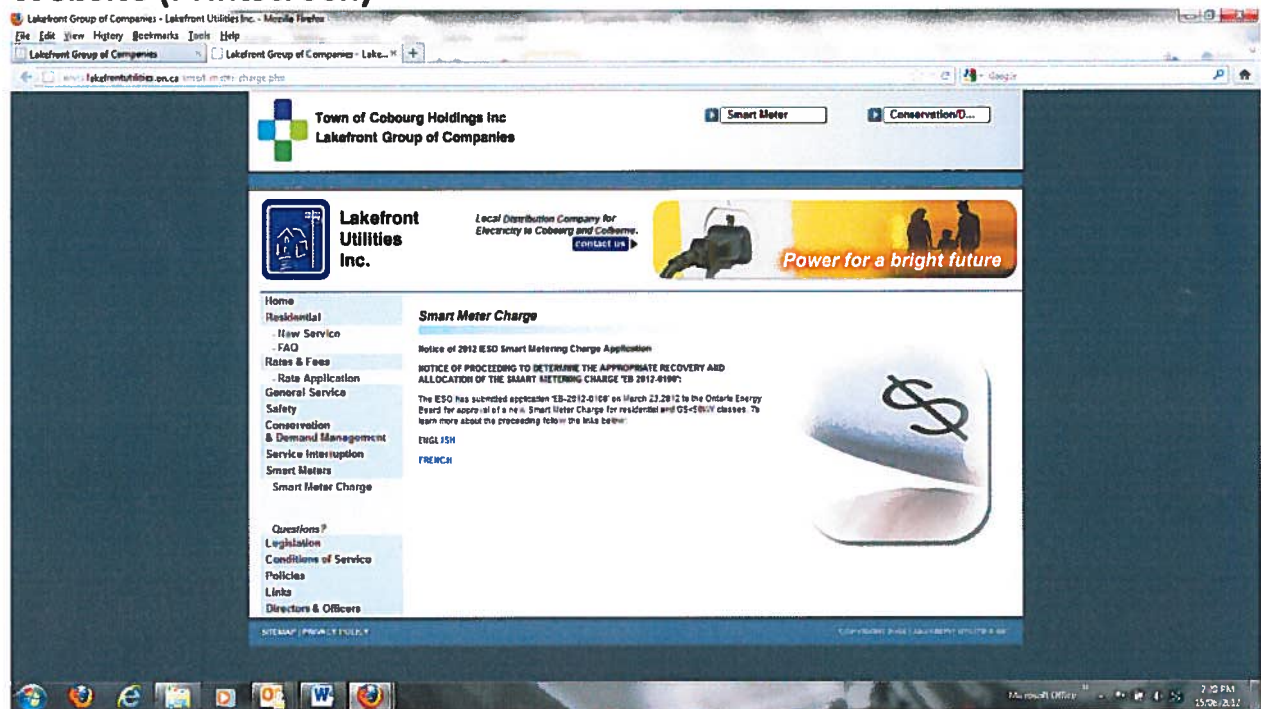 Lakefront Group of Companies - Lakefront Utilities Inc. - Mozilla Firefox
File Edit View History Bookmarks Tools Help
Lakefront Group of Companies
Lakefront Group of Companies - Lake...
lakefrontutilities.on.ca
Google
Town of Cobourg Holdings Inc
Lakefront Group of Companies
Smart Meter
Conservation/D...
Lakefront
Utilities
Inc.
Local Distribution Company for
Electricity to Cobourg and Colborne.
contact us
Power for a bright future
Home
Residential
- New Service
- FAQ
Rates & Fees
- Rate Application
General Service
Safety
Conservation
& Demand Management
Service Interruption
Smart Meters
Smart Meter Charge
Questions?
Legislation
Conditions of Service
Policies
Links
Directors & Officers
Smart Meter Charge
Notice of 2012 IESO Smart Metering Charge Application
NOTICE OF PROCEEDING TO DETERMINE THE APPROPRIATE RECOVERY AND
ALLOCATION OF THE SMART METERING CHARGE 'EB 2012-0100':
The IESO has submitted application 'EB-2012-0100' on March 23,2012 to the Ontario Energy
Board for approval of a new Smart Meter Charge for residential and GS<50kW classes. To
learn more about the proceeding follow the links below:
ENGLISH
FRENCH
$
SITEMAP | PRIVACY POLICY
Microsoft Office
15/06/2012